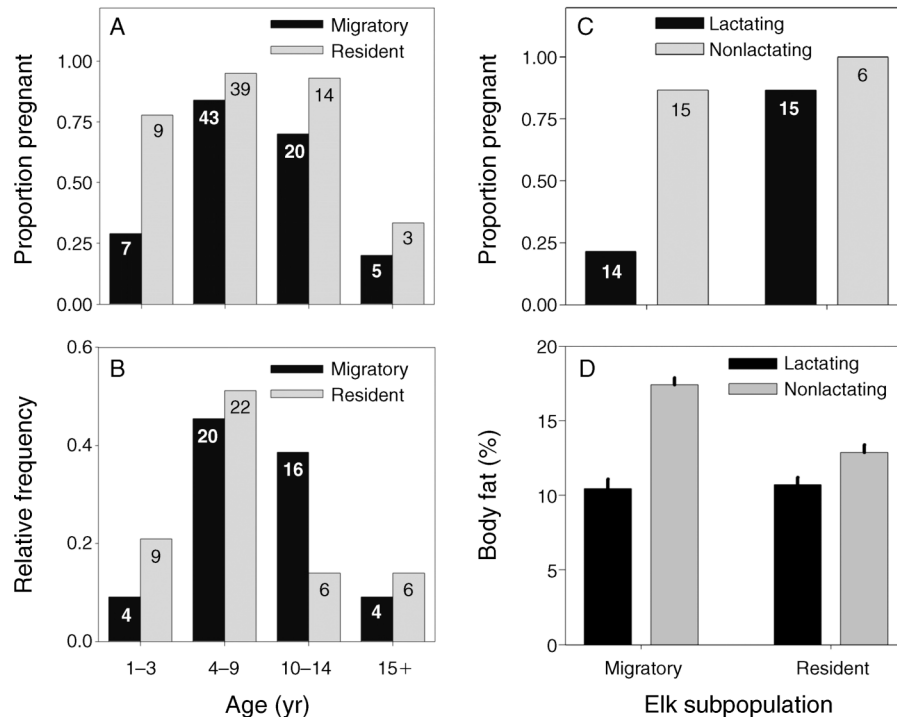 A
Migratory
Resident
Proportion pregnant
1.00
0.75
0.50
0.25
0.00
7
9
43
39
20
14
5
3
C
Lactating
Nonlactating
Proportion pregnant
1.00
0.75
0.50
0.25
0.00
14
15
15
6
B
Migratory
Resident
Relative frequency
0.6
0.4
0.2
0.0
4
9
20
22
16
6
4
6
1–3
4–9
10–14
15+
Age (yr)
D
Lactating
Nonlactating
Body fat (%)
20
15
10
5
0
Migratory
Resident
Elk subpopulation